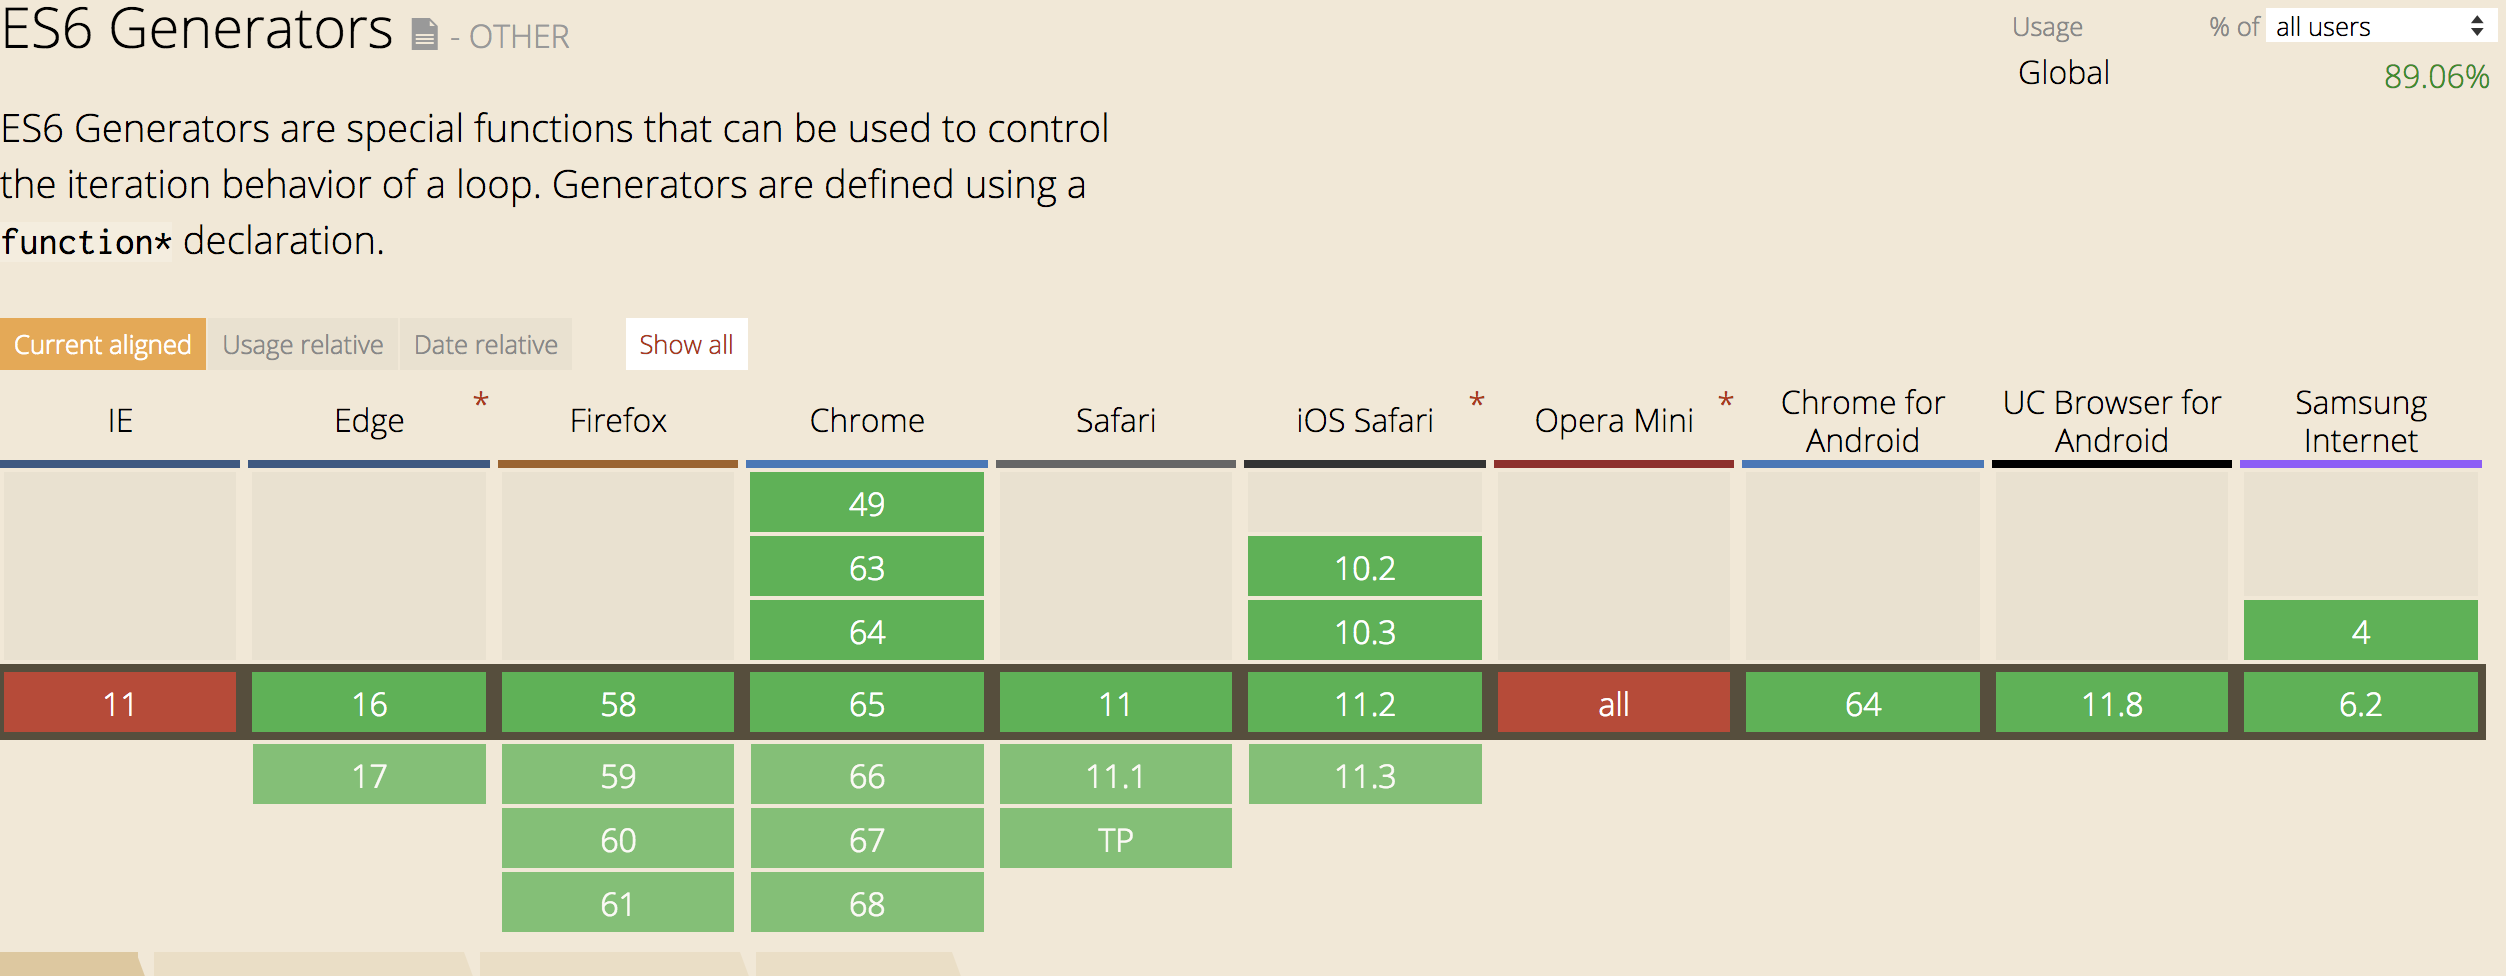 ES6 Generators - OTHER
Usage % of all users
Global 89.06%
ES6 Generators are special functions that can be used to control
the iteration behavior of a loop. Generators are defined using a
function* declaration.
Current aligned Usage relative Date relative Show all
IE Edge * Firefox Chrome Safari iOS Safari * Opera Mini * Chrome for Android UC Browser for Android Samsung Internet
49
63 10.2
64 10.3 4
11 16 58 65 11 11.2 all 64 11.8 6.2
17 59 66 11.1 11.3
60 67 TP
61 68